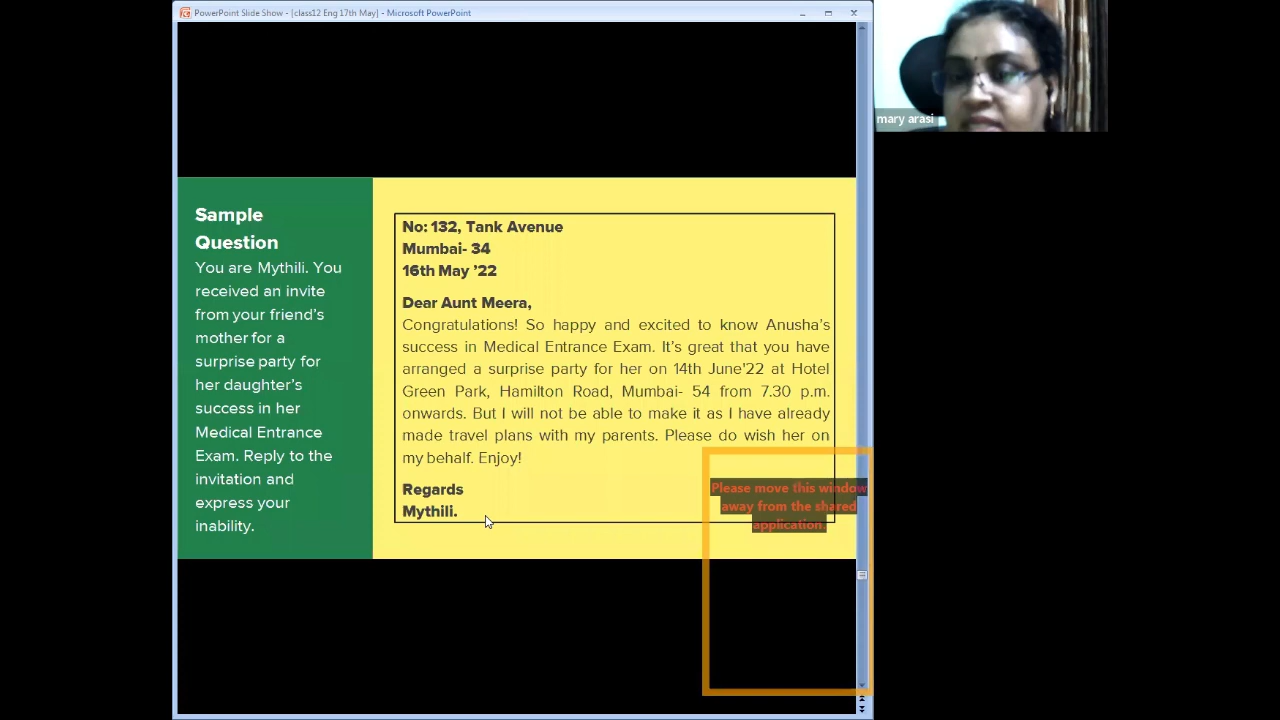 PowerPoint Slide Show - [class12 Eng 17th May] - Microsoft PowerPoint
mary arasi
Sample
Question
You are Mythili. You
received an invite
from your friend's
mother for a
surprise party for
her daughter's
success in her
Medical Entrance
Exam. Reply to the
invitation and
express your
inability.
No: 132, Tank Avenue
Mumbai- 34
16th May ’22
Dear Aunt Meera,
Congratulations! So happy and excited to know Anusha’s
success in Medical Entrance Exam. It’s great that you have
arranged a surprise party for her on 14th June'22 at Hotel
Green Park, Hamilton Road, Mumbai- 54 from 7.30 p.m.
onwards. But I will not be able to make it as I have already
made travel plans with my parents. Please do wish her on
my behalf. Enjoy!
Regards
Mythili.
Please move this window
away from the shared
application.